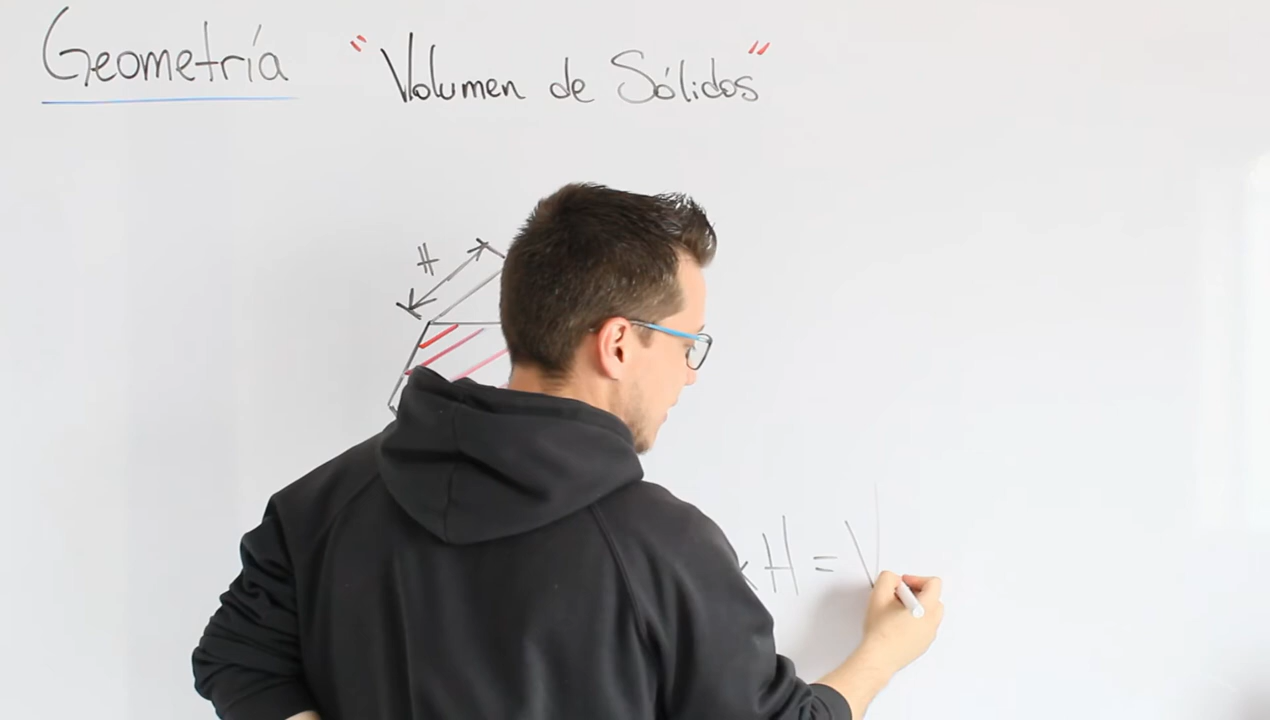 Geometría "Volumen de Sólidos"
H
x H = V